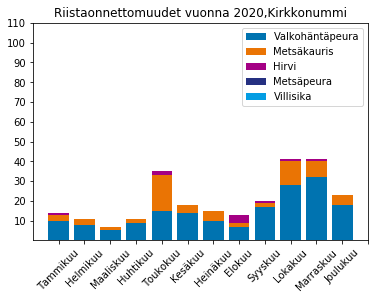 Riistaonnettomuudet vuonna 2020,Kirkkonummi
110
100
90
80
70
60
50
40
30
20
10
Valkohäntäpeura
Metsäkauris
Hirvi
Metsäpeura
Villisika
Tammikuu
Helmikuu
Maaliskuu
Huhtikuu
Toukokuu
Kesäkuu
Heinäkuu
Elokuu
Syyskuu
Lokakuu
Marraskuu
Joulukuu